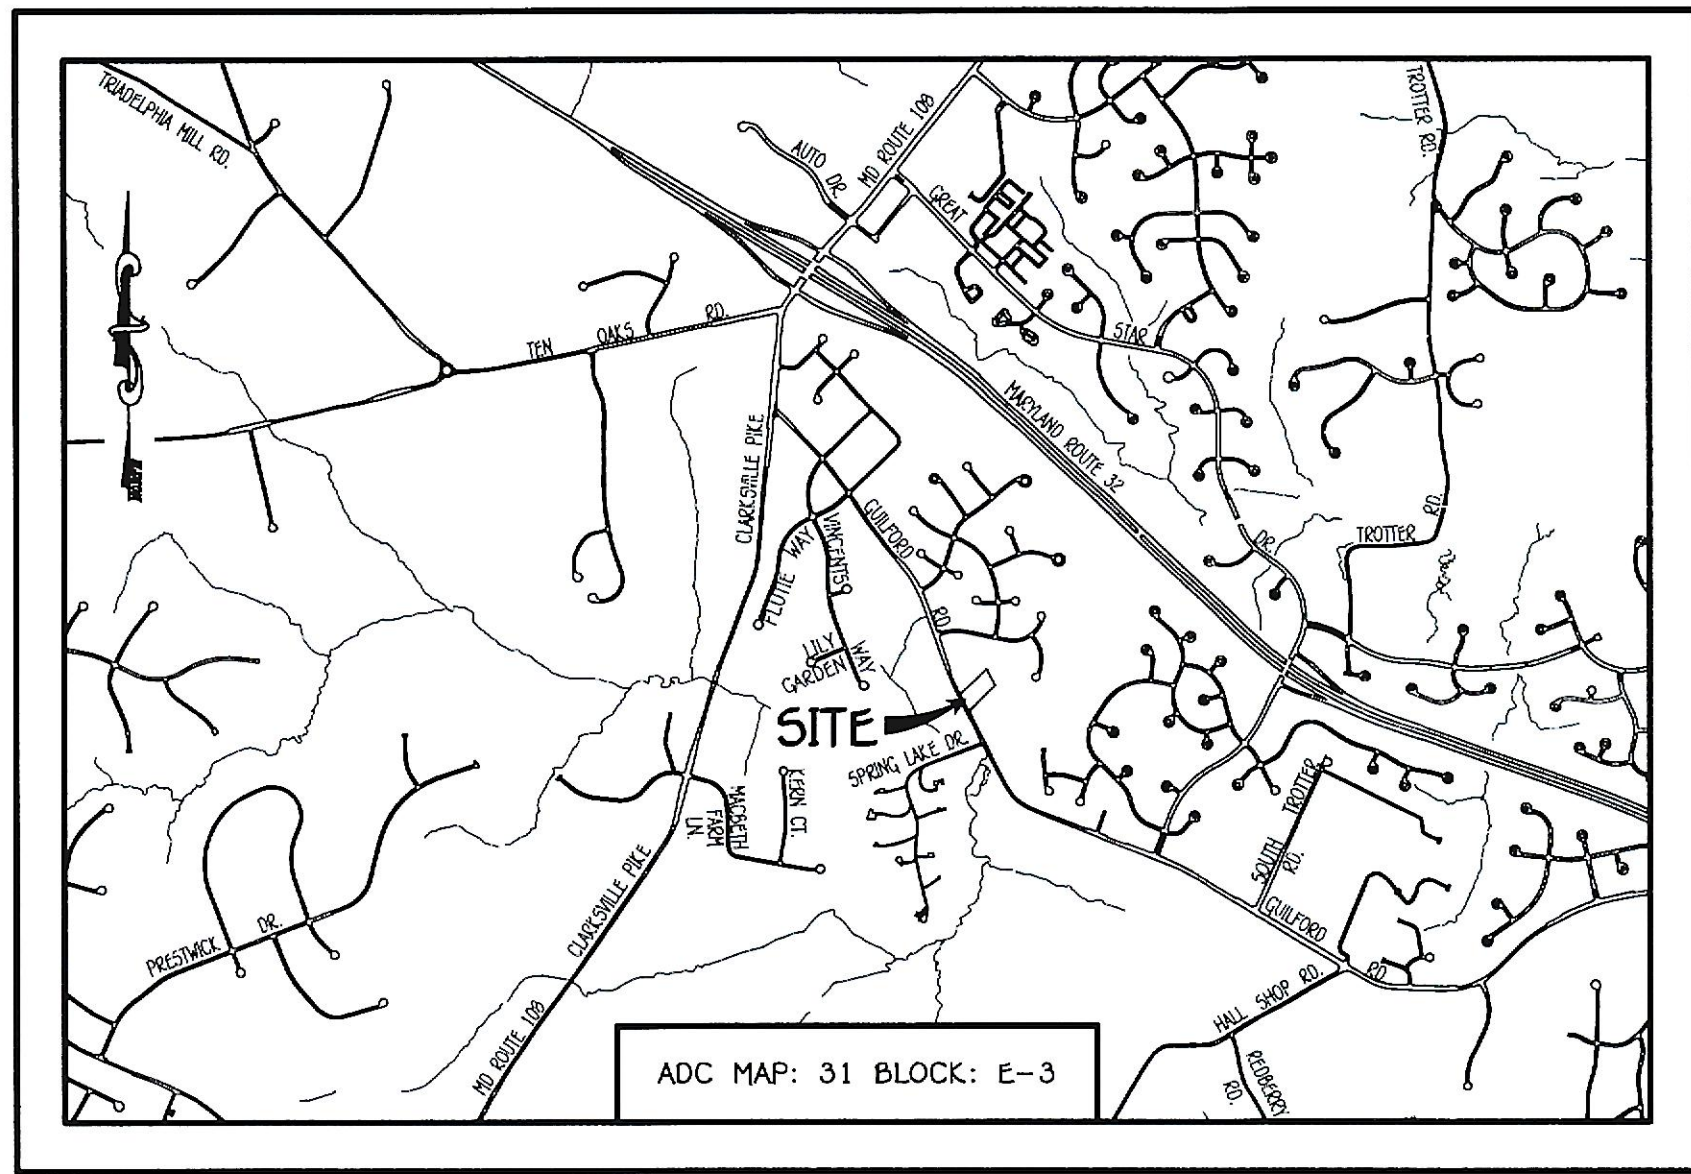 TRIADELPHIA MILL RD.
AUTO DR.
MD ROUTE 108
GREAT
STAR
DR.
TROTTER RD.
TEN OAKS RD.
MARYLAND ROUTE 32
CLARKSVILLE PIKE
NORTH
GUILFORD
RD.
FLUTIE WAY
VINCENTS
WAY
LILY
GARDEN
TROTTER
RD.
SITE
SPRING LAKE DR.
KERN CT.
MACBETH
FARM
LN.
SOUTH TROTTER
RD.
CLARKSVILLE PIKE
GUILFORD
RD.
PRESTWICK DR.
HALL SHOP RD.
MD ROUTE 108
REDBERRY
RD.
ADC MAP: 31 BLOCK: E-3